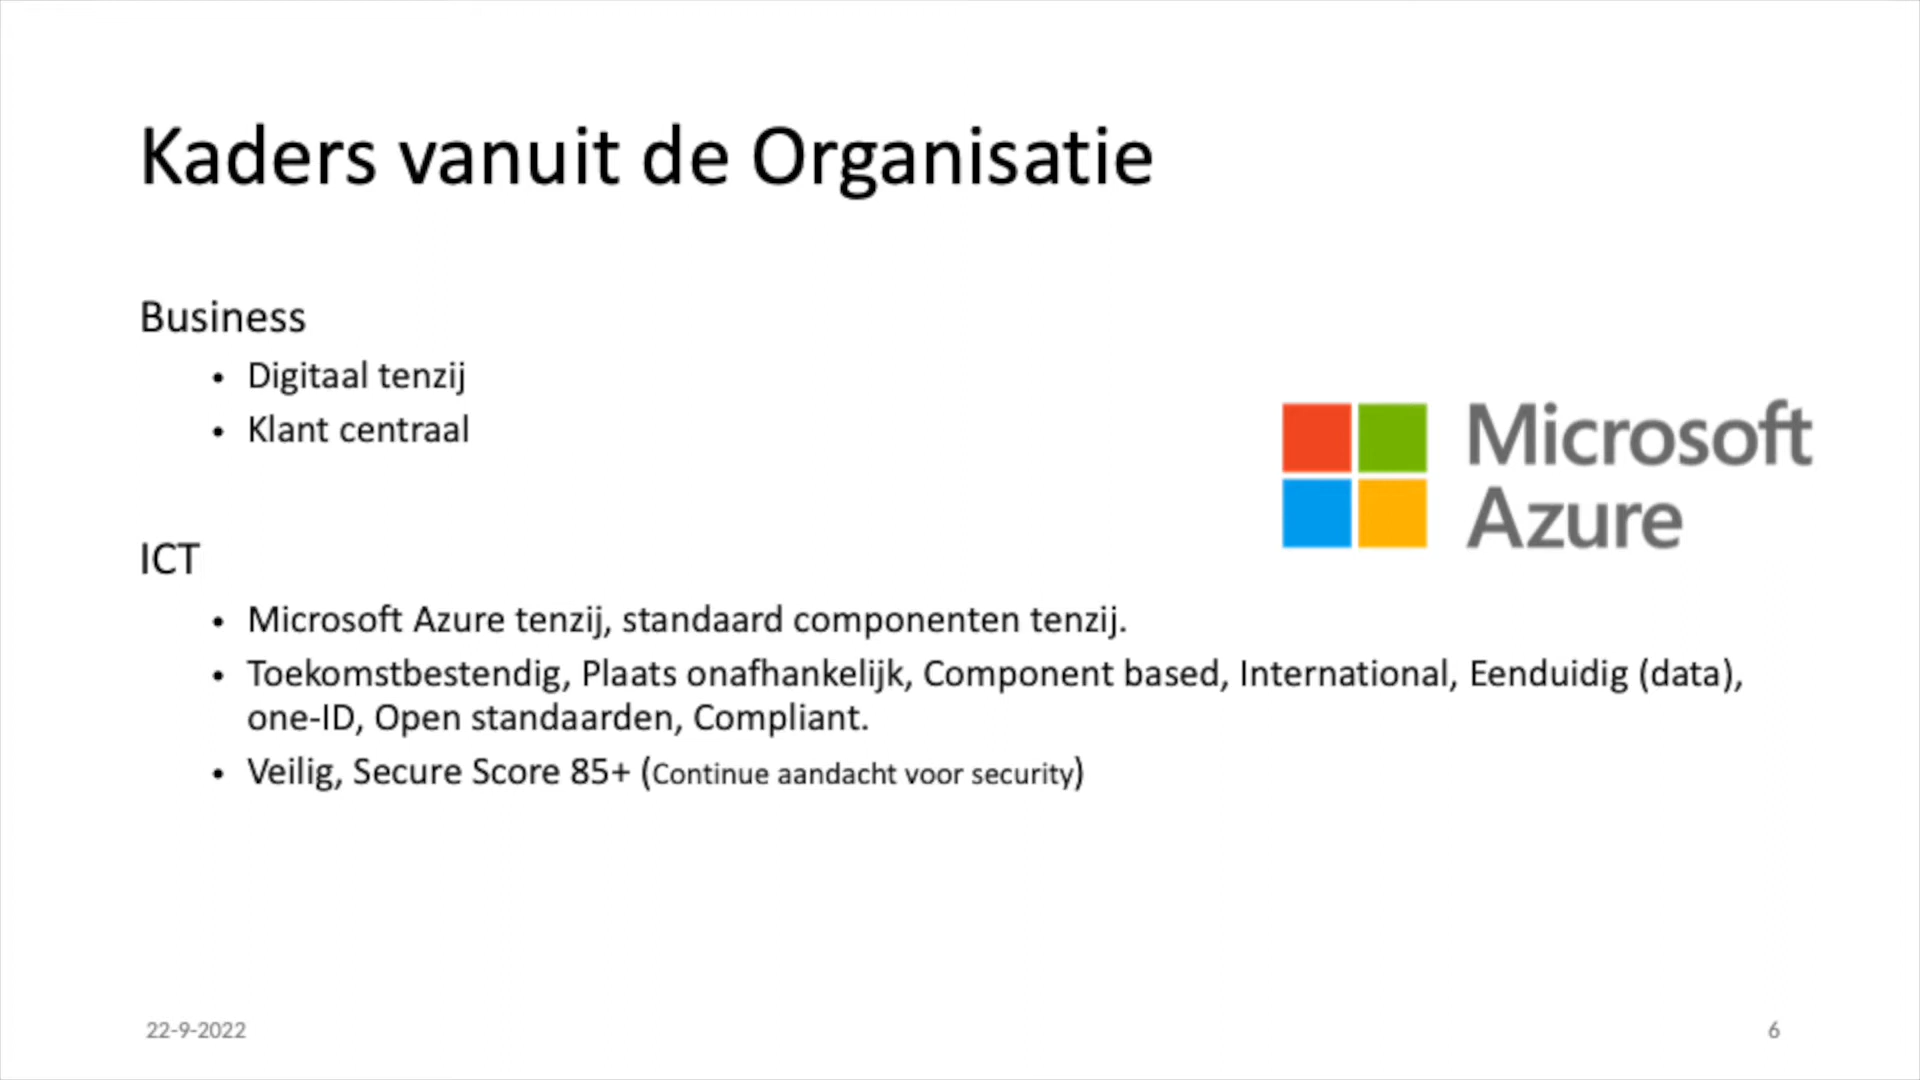 Kaders vanuit de Organisatie
Business
• Digitaal tenzij
• Klant centraal
Microsoft
Azure
ICT
• Microsoft Azure tenzij, standaard componenten tenzij.
• Toekomstbestendig, Plaats onafhankelijk, Component based, International, Eenduidig (data),
one-ID, Open standaarden, Compliant.
• Veilig, Secure Score 85+ (Continue aandacht voor security)
22-9-2022
6